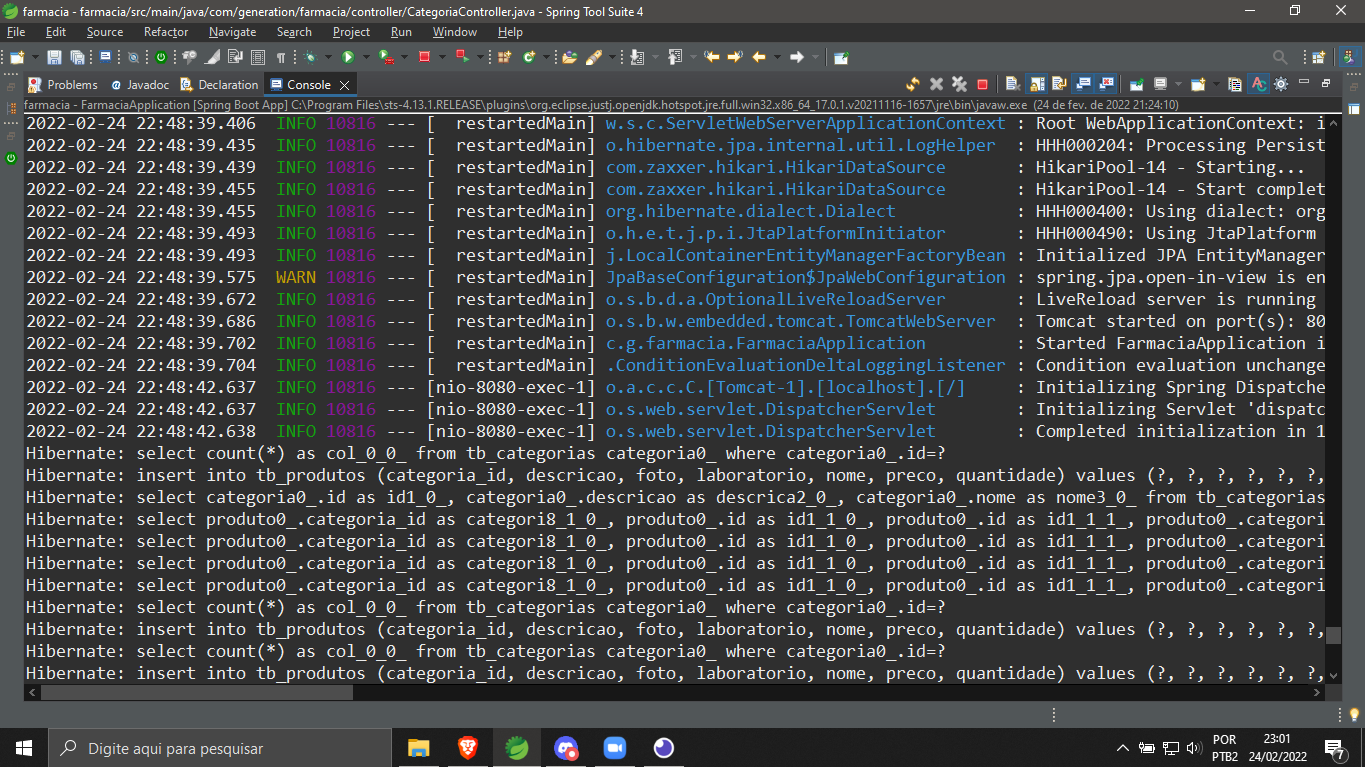 farmacia - farmacia/src/main/java/com/generation/farmacia/controller/CategoriaController.java - Spring Tool Suite 4
File Edit Source Refactor Navigate Search Project Run Window Help
Problems Javadoc Declaration Console
farmacia - FarmaciaApplication [Spring Boot App] C:\Program Files\sts-4.13.1.RELEASE\plugins\org.eclipse.justj.openjdk.hotspot.jre.full.win32.x86_64_17.0.1.v20211116-1657\jre\bin\javaw.exe (24 de fev. de 2022 21:24:10)
2022-02-24 22:48:39.406 INFO 10816 --- [ restartedMain] w.s.c.ServletWebServerApplicationContext : Root WebApplicationContext: i
2022-02-24 22:48:39.435 INFO 10816 --- [ restartedMain] o.hibernate.jpa.internal.util.LogHelper : HHH000204: Processing Persist
2022-02-24 22:48:39.439 INFO 10816 --- [ restartedMain] com.zaxxer.hikari.HikariDataSource : HikariPool-14 - Starting...
2022-02-24 22:48:39.455 INFO 10816 --- [ restartedMain] com.zaxxer.hikari.HikariDataSource : HikariPool-14 - Start complet
2022-02-24 22:48:39.455 INFO 10816 --- [ restartedMain] org.hibernate.dialect.Dialect : HHH000400: Using dialect: org
2022-02-24 22:48:39.493 INFO 10816 --- [ restartedMain] o.h.e.t.j.p.i.JtaPlatformInitiator : HHH000490: Using JtaPlatform
2022-02-24 22:48:39.493 INFO 10816 --- [ restartedMain] j.LocalContainerEntityManagerFactoryBean : Initialized JPA EntityManager
2022-02-24 22:48:39.575 WARN 10816 --- [ restartedMain] JpaBaseConfiguration$JpaWebConfiguration : spring.jpa.open-in-view is en
2022-02-24 22:48:39.672 INFO 10816 --- [ restartedMain] o.s.b.d.a.OptionalLiveReloadServer : LiveReload server is running
2022-02-24 22:48:39.686 INFO 10816 --- [ restartedMain] o.s.b.w.embedded.tomcat.TomcatWebServer : Tomcat started on port(s): 80
2022-02-24 22:48:39.702 INFO 10816 --- [ restartedMain] c.g.farmacia.FarmaciaApplication : Started FarmaciaApplication i
2022-02-24 22:48:39.704 INFO 10816 --- [ restartedMain] .ConditionEvaluationDeltaLoggingListener : Condition evaluation unchange
2022-02-24 22:48:42.637 INFO 10816 --- [nio-8080-exec-1] o.a.c.c.C.[Tomcat-1].[localhost].[/] : Initializing Spring Dispatche
2022-02-24 22:48:42.637 INFO 10816 --- [nio-8080-exec-1] o.s.web.servlet.DispatcherServlet : Initializing Servlet 'dispatc
2022-02-24 22:48:42.638 INFO 10816 --- [nio-8080-exec-1] o.s.web.servlet.DispatcherServlet : Completed initialization in 1
Hibernate: select count(*) as col_0_0_ from tb_categorias categoria0_ where categoria0_.id=?
Hibernate: insert into tb_produtos (categoria_id, descricao, foto, laboratorio, nome, preco, quantidade) values (?, ?, ?, ?, ?, ?,
Hibernate: select categoria0_.id as id1_0_, categoria0_.descricao as descrica2_0_, categoria0_.nome as nome3_0_ from tb_categorias
Hibernate: select produto0_.categoria_id as categori8_1_0_, produto0_.id as id1_1_0_, produto0_.id as id1_1_1_, produto0_.categori
Hibernate: select produto0_.categoria_id as categori8_1_0_, produto0_.id as id1_1_0_, produto0_.id as id1_1_1_, produto0_.categori
Hibernate: select produto0_.categoria_id as categori8_1_0_, produto0_.id as id1_1_0_, produto0_.id as id1_1_1_, produto0_.categori
Hibernate: select produto0_.categoria_id as categori8_1_0_, produto0_.id as id1_1_0_, produto0_.id as id1_1_1_, produto0_.categori
Hibernate: select count(*) as col_0_0_ from tb_categorias categoria0_ where categoria0_.id=?
Hibernate: insert into tb_produtos (categoria_id, descricao, foto, laboratorio, nome, preco, quantidade) values (?, ?, ?, ?, ?, ?,
Hibernate: select count(*) as col_0_0_ from tb_categorias categoria0_ where categoria0_.id=?
Hibernate: insert into tb_produtos (categoria_id, descricao, foto, laboratorio, nome, preco, quantidade) values (?, ?, ?, ?, ?, ?,
Digite aqui para pesquisar
POR 23:01
PTB2 24/02/2022 7